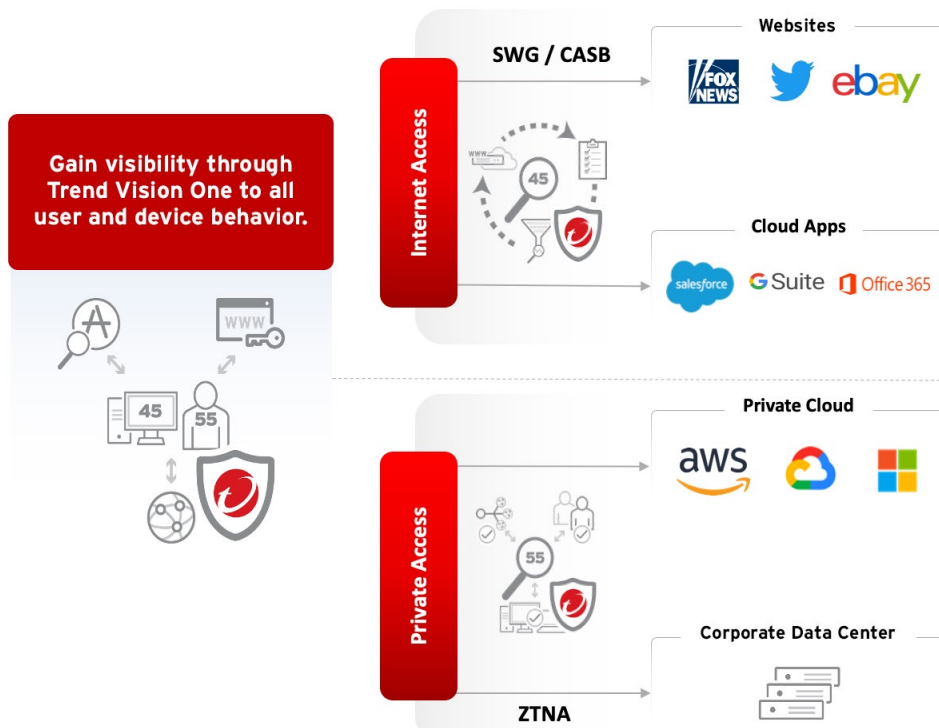 Gain visibility through
Trend Vision One to all
user and device behavior.
WWW
45
55
Internet Access
SWG / CASB
WWW
45
Websites
FOX
NEWS
ebay
Cloud Apps
salesforce
G Suite
Office 365
Private Access
55
ZTNA
Private Cloud
aws
Corporate Data Center